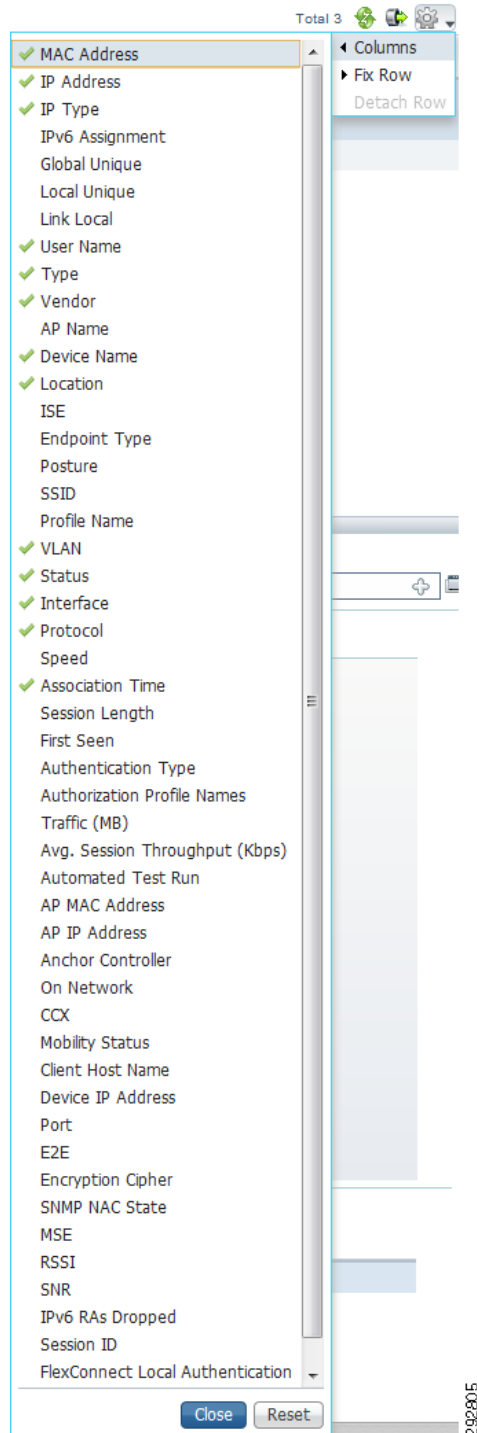 Total 3
Columns
Fix Row
Detach Row
MAC Address
IP Address
IP Type
IPv6 Assignment
Global Unique
Local Unique
Link Local
User Name
Type
Vendor
AP Name
Device Name
Location
ISE
Endpoint Type
Posture
SSID
Profile Name
VLAN
Status
Interface
Protocol
Speed
Association Time
Session Length
First Seen
Authentication Type
Authorization Profile Names
Traffic (MB)
Avg. Session Throughput (Kbps)
Automated Test Run
AP MAC Address
AP IP Address
Anchor Controller
On Network
CCX
Mobility Status
Client Host Name
Device IP Address
Port
E2E
Encryption Cipher
SNMP NAC State
MSE
RSSI
SNR
IPv6 RAs Dropped
Session ID
FlexConnect Local Authentication
Close Reset
292805